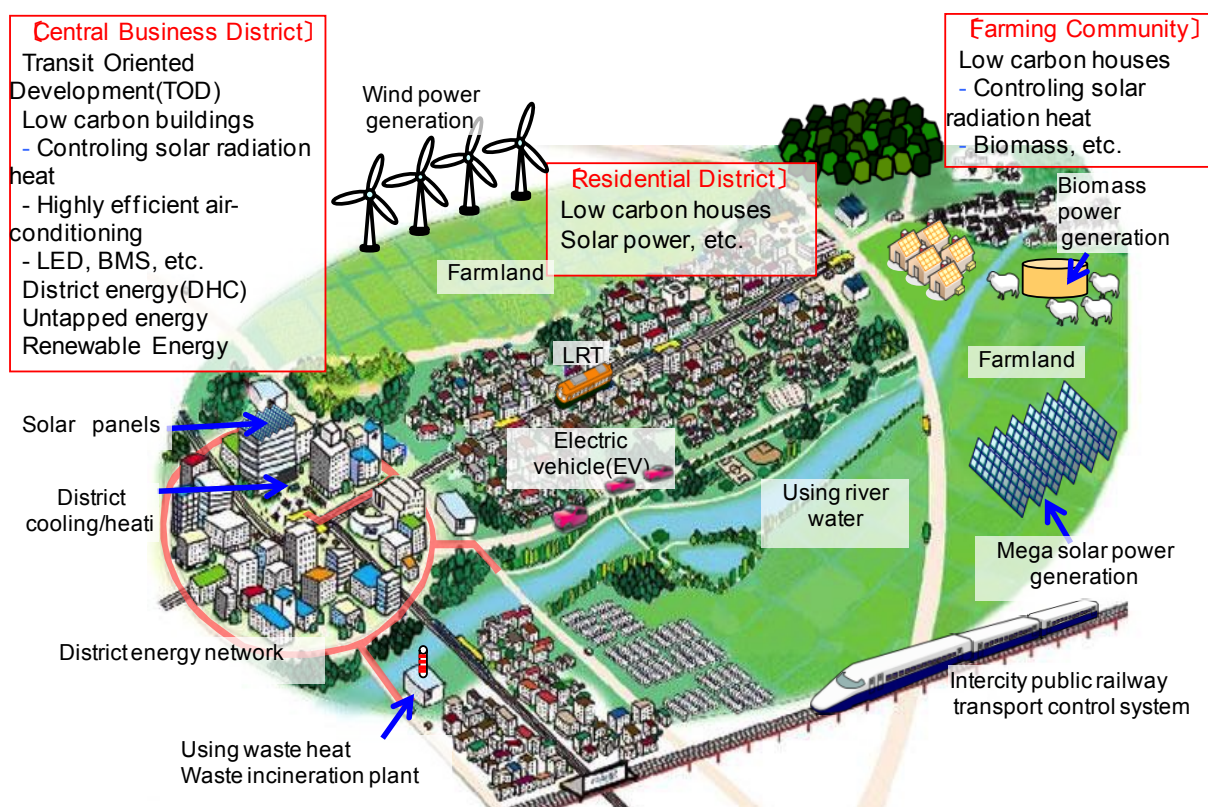 〔Central Business District〕
Transit Oriented
Development(TOD)
Low carbon buildings
- Controling solar radiation
heat
- Highly efficient air-
conditioning
- LED, BMS, etc.
District energy(DHC)
Untapped energy
Renewable Energy
Wind power
generation
〔Residential District〕
Low carbon houses
Solar power, etc.
〔Farming Community〕
Low carbon houses
- Controling solar
radiation heat
- Biomass, etc.
Biomass
power
generation
Farmland
LRT
Farmland
Solar panels
Electric
vehicle(EV)
District
cooling/heati
Using river
water
Mega solar power
generation
District energy network
Intercity public railway
transport control system
Using waste heat
Waste incineration plant